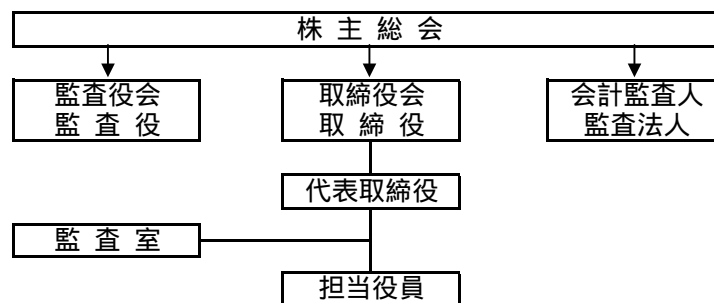 株主総会
監査役会
監査役
取締役会
取締役
会計監査人
監査法人
代表取締役
監査室
担当役員